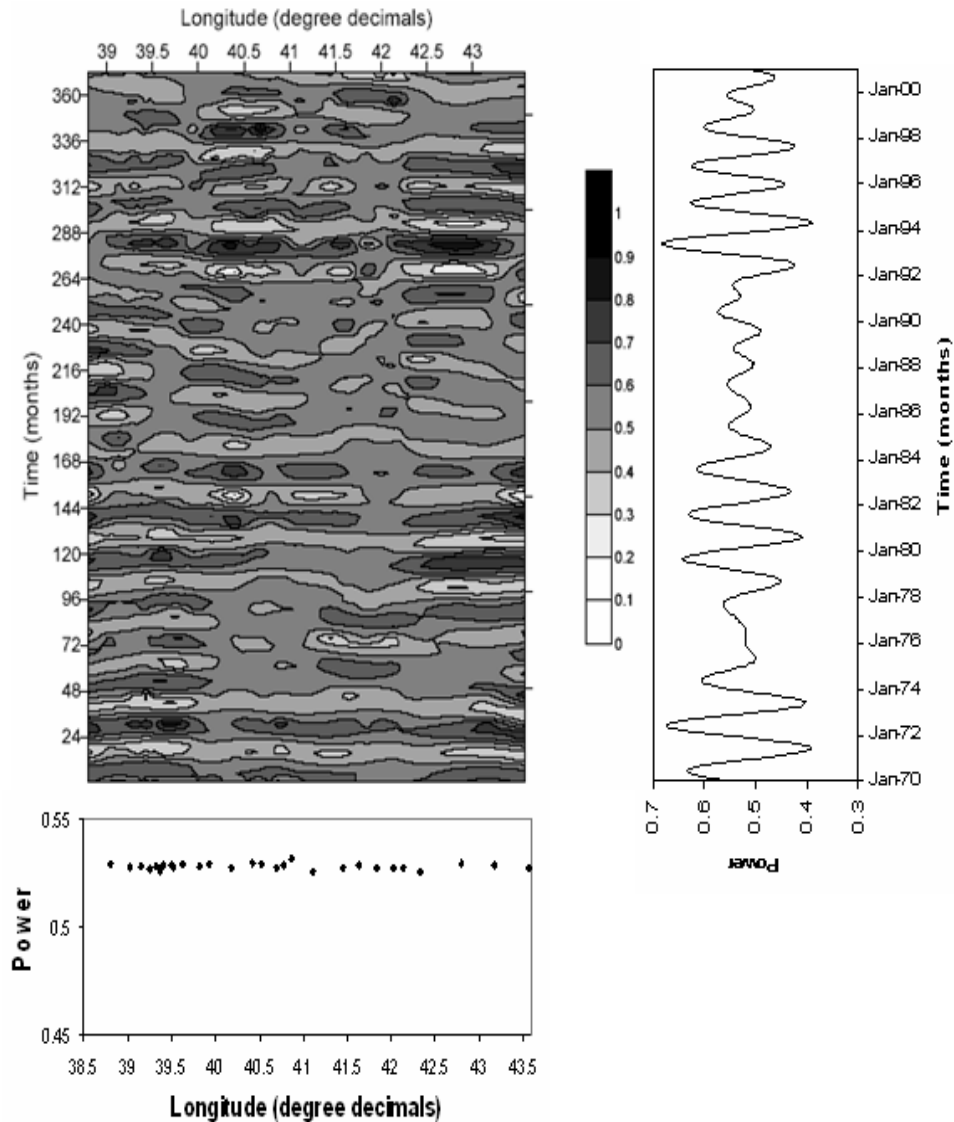 Longitude (degree decimals)
39 39.5 40 40.5 41 41.5 42 42.5 43
Time (months)
360
336
312
288
264
240
216
192
168
144
120
96
72
48
24
1
0.9
0.8
0.7
0.6
0.5
0.4
0.3
0.2
0.1
0
Jan-00
Jan-98
Jan-96
Jan-94
Jan-92
Jan-90
Jan-88
Jan-86
Jan-84
Jan-82
Jan-80
Jan-78
Jan-76
Jan-74
Jan-72
Jan-70
Time (months)
0.7 0.6 0.5 0.4 0.3
Power
0.55
0.5
0.45
Power
38.5 39 39.5 40 40.5 41 41.5 42 42.5 43 43.5
Longitude (degree decimals)